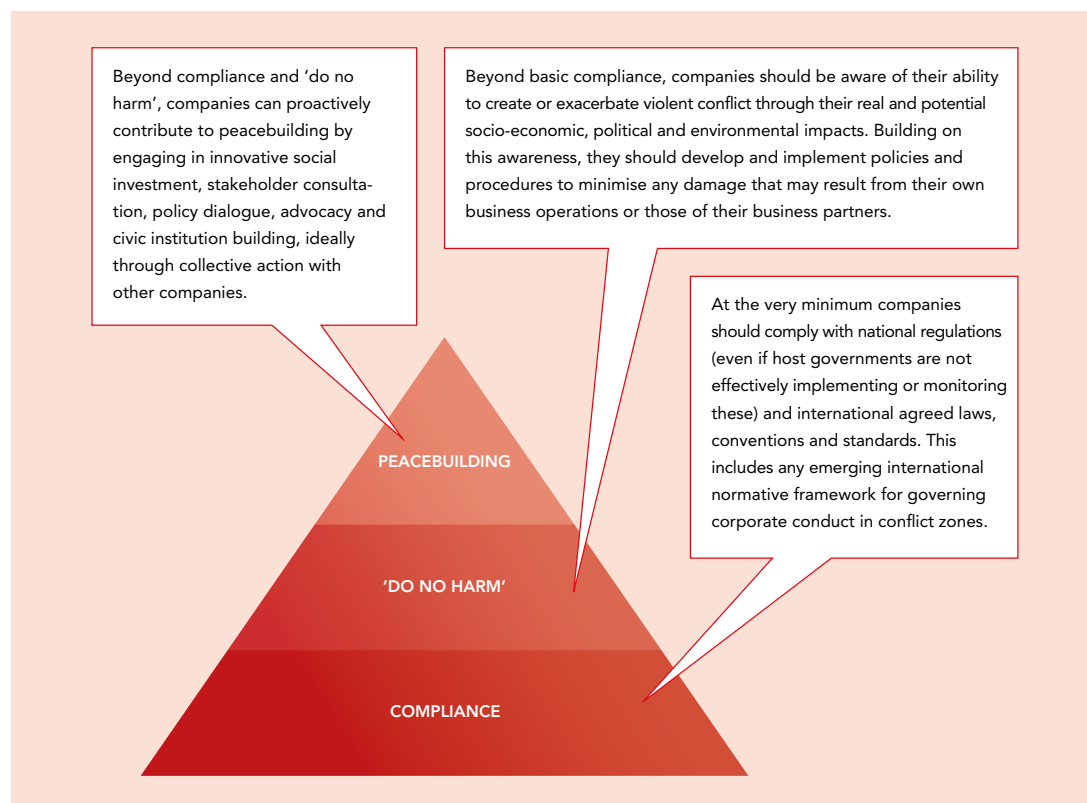 Beyond compliance and ‘do no
harm’, companies can proactively
contribute to peacebuilding by
engaging in innovative social
investment, stakeholder consulta-
tion, policy dialogue, advocacy and
civic institution building, ideally
through collective action with
other companies.
Beyond basic compliance, companies should be aware of their ability
to create or exacerbate violent conflict through their real and potential
socio-economic, political and environmental impacts. Building on
this awareness, they should develop and implement policies and
procedures to minimise any damage that may result from their own
business operations or those of their business partners.
At the very minimum companies
should comply with national regulations
(even if host governments are not
effectively implementing or monitoring
these) and international agreed laws,
conventions and standards. This
includes any emerging international
normative framework for governing
corporate conduct in conflict zones.
PEACEBUILDING
‘DO NO HARM’
COMPLIANCE